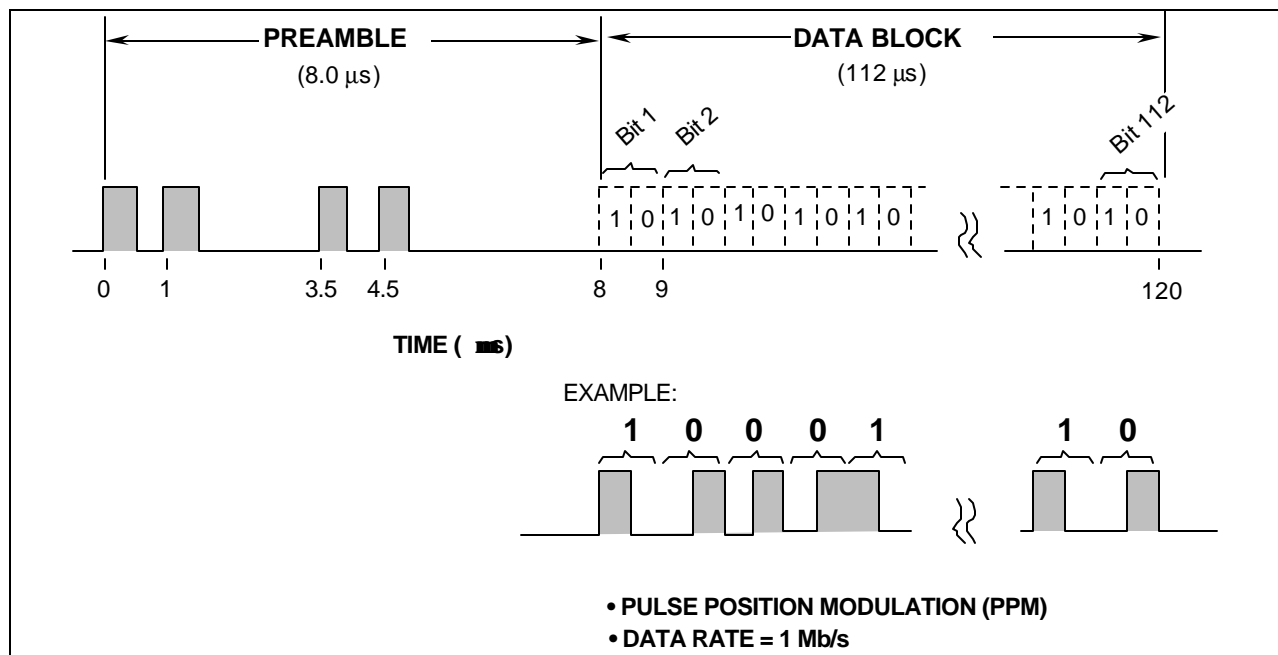 PREAMBLE
(8.0 µs)
DATA BLOCK
(112 µs)
Bit 1
Bit 2
Bit 112
1 0 1 0 1 0 1 0 1 0
1 0 1 0
0 1 3.5 4.5 8 9 120
TIME ( s)
EXAMPLE:
1 0 0 0 1 1 0
• PULSE POSITION MODULATION (PPM)
• DATA RATE = 1 Mb/s